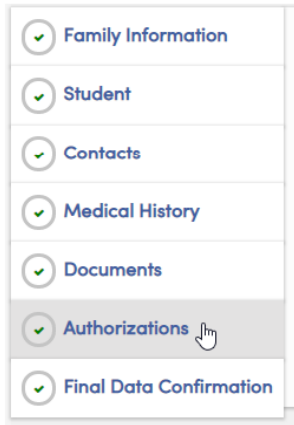 Family Information
Student
Contacts
Medical History
Documents
Authorizations
Final Data Confirmation